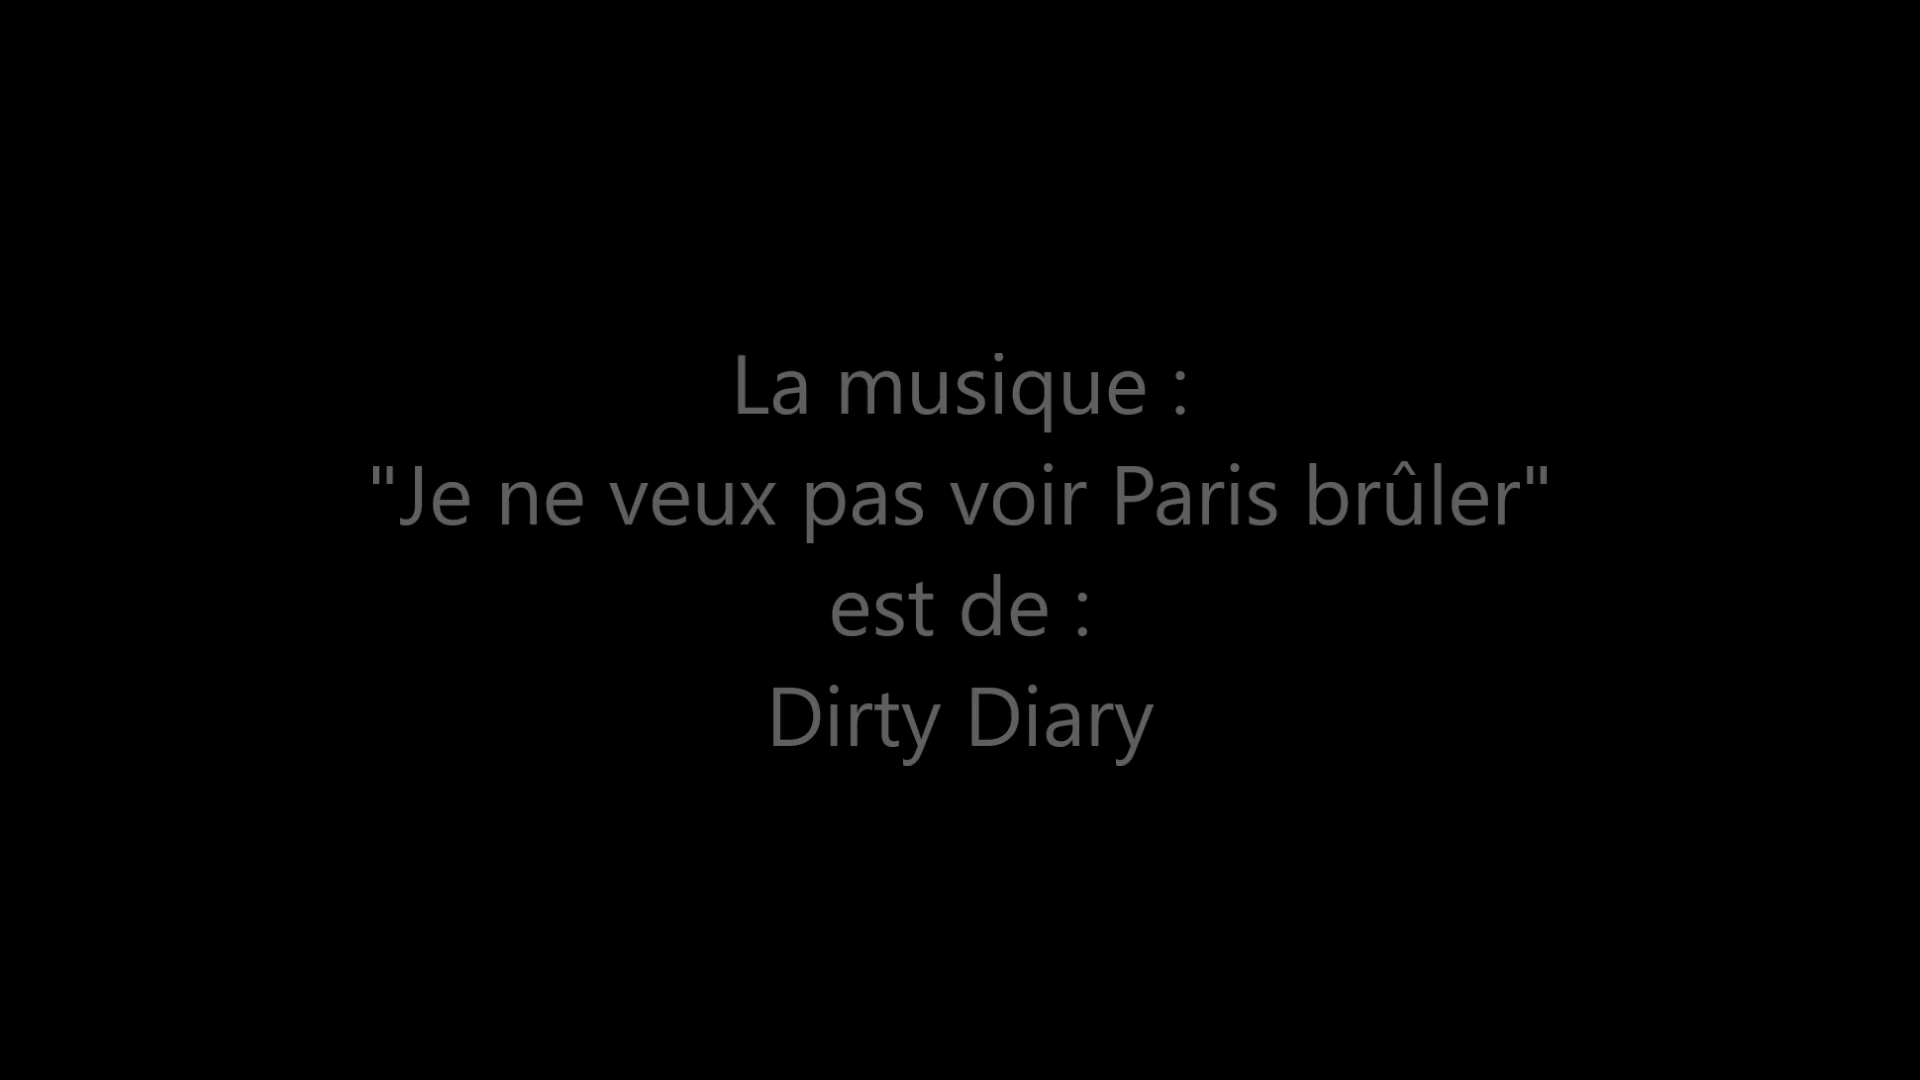 La musique :
"Je ne veux pas voir Paris brûler"
est de :
Dirty Diary